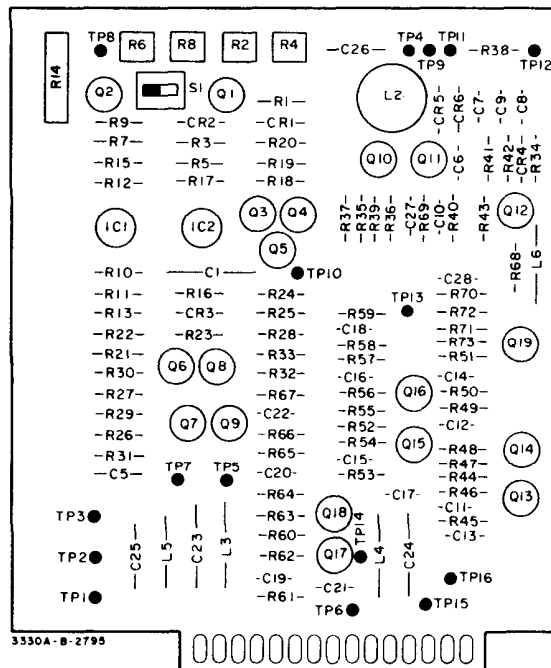 TP8 R6 R8 R2 R4 -C26- TP4 TP11 -R38-
TP9 TP12
R14
Q2 S1 Q1 L2
-R1-
-CR5- -CR6- -C7- -C9- -C8-
-R9- -CR2- -CR1-
-R7- -R3- -R20-
-R15- -R5- -R19- Q10 Q11 -C6- -R41- -R42- -CR4- -R34-
-R12- -R17- -R18-
Q3 Q4 -R37- -R35- -R39- -R36- -C27- -R69- -C10- -R40- -R43- Q12
IC1 IC2
Q5
-R68- L6
-R10- C1 TP10 -C28-
-R11- -R16- -R24- TP13 -R70-
-R13- -CR3- -R25- -R59- -R72-
-R22- -R23- -R28- -C18- -R71-
-R58- -R73- Q19
-R21- -R33- -R57- -R51-
-R30- Q6 Q8 -R32- -C16- -C14-
-R27- -R67- -R56- Q16 -R50-
-R29- -C22- -R55- -R49-
-R26- Q7 Q9 -R66- -R52- -C12-
-R31- -R65- -R54- Q15 -R48- Q14
-C5- TP7 TP5 -C20- -C15- -R47-
-R53- -R44-
-R64- -C17- -R46- Q13
TP3 -R63- Q18 -C11-
-R60- TP14 -R45-
TP2 C25 L5 C23 L3 -R62- Q17 L4 C24 -C13-
-C19- TP16
TP1 -R61- -C21-
TP6 TP15
3330A-B-2795